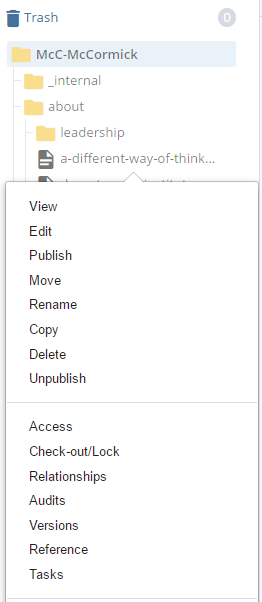 Trash
0
McC-McCormick
_internal
about
leadership
a-different-way-of-think...
View
Edit
Publish
Move
Rename
Copy
Delete
Unpublish
Access
Check-out/Lock
Relationships
Audits
Versions
Reference
Tasks